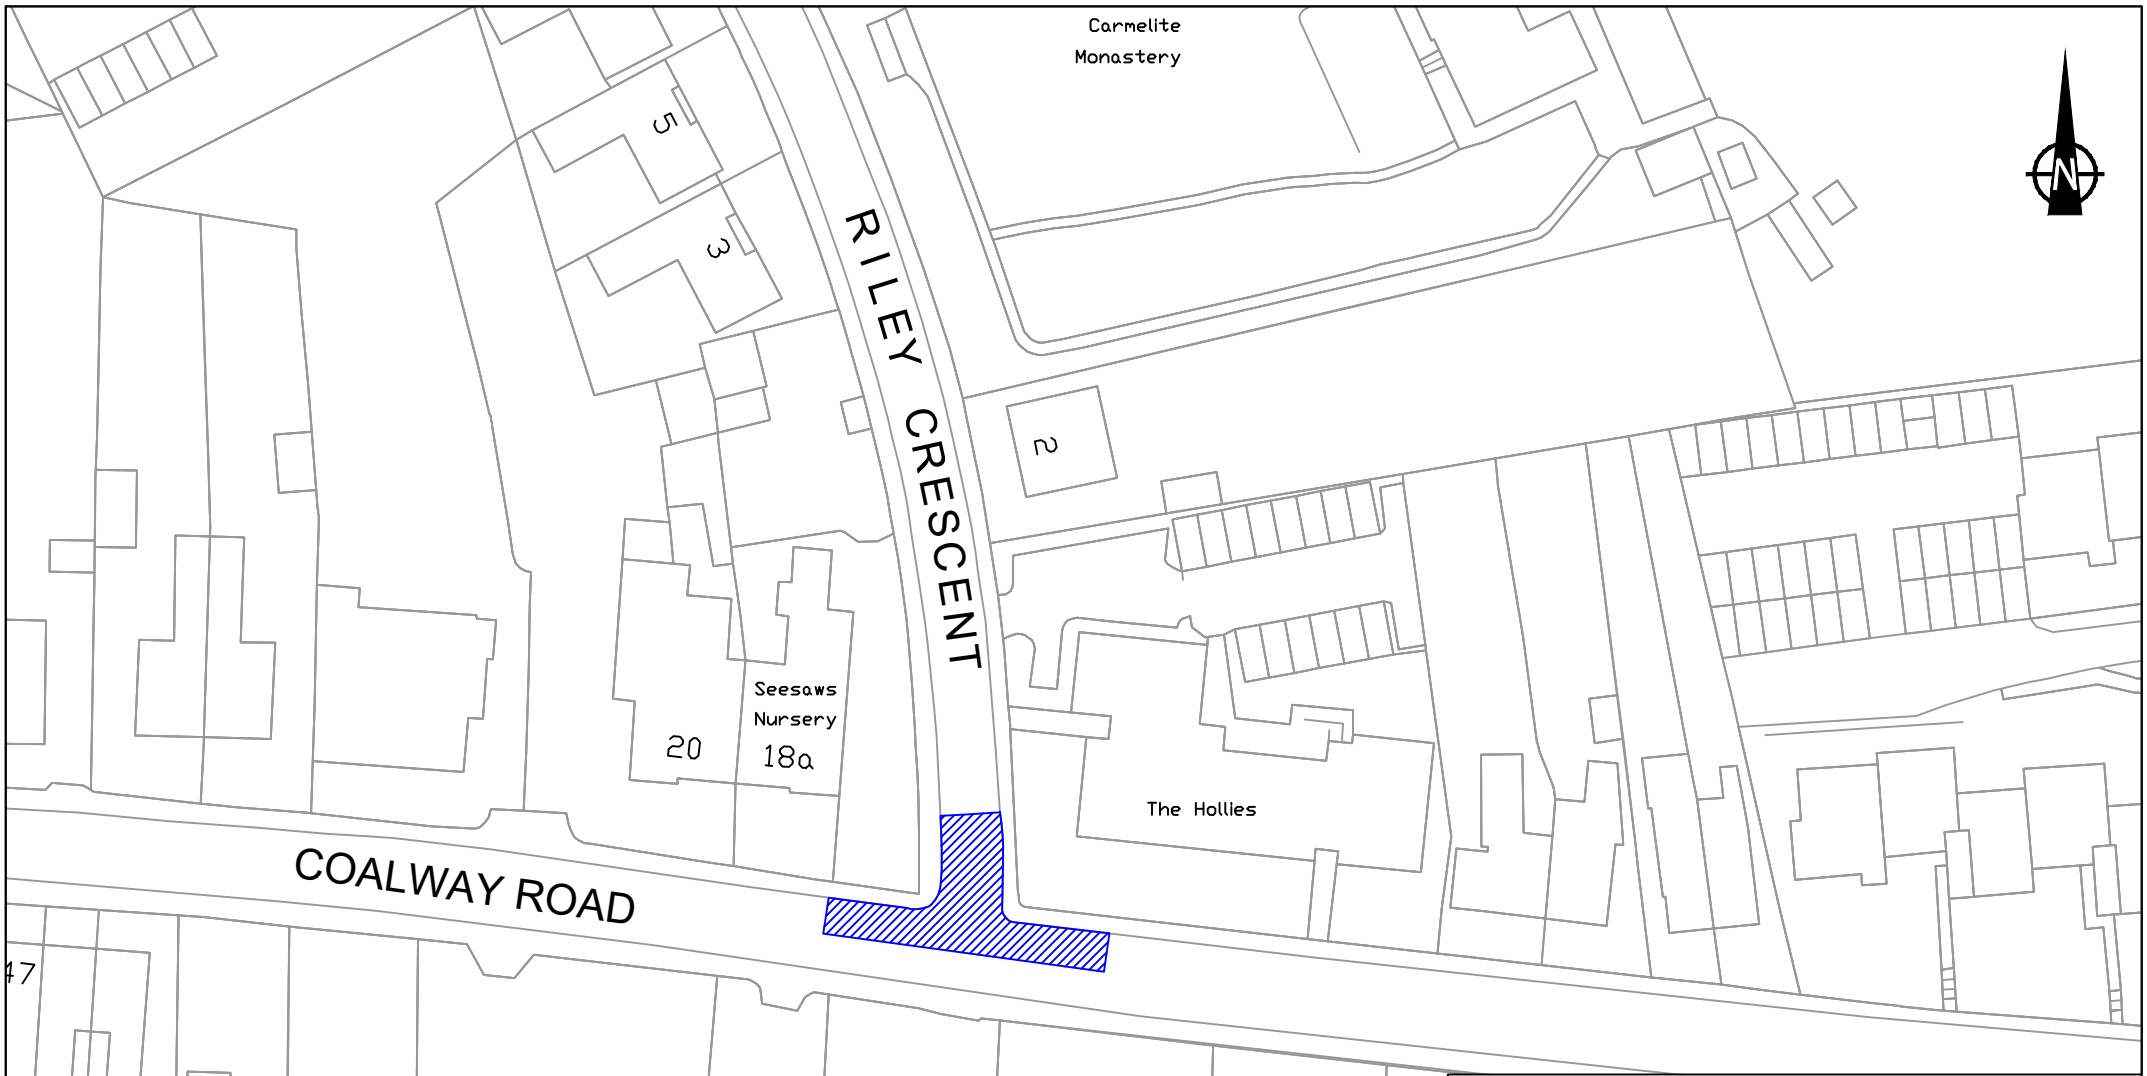 Carmelite
Monastery
N
5
3
RILEY CRESCENT
2
Seesaws
Nursery
20
18a
The Hollies
COALWAY ROAD
47